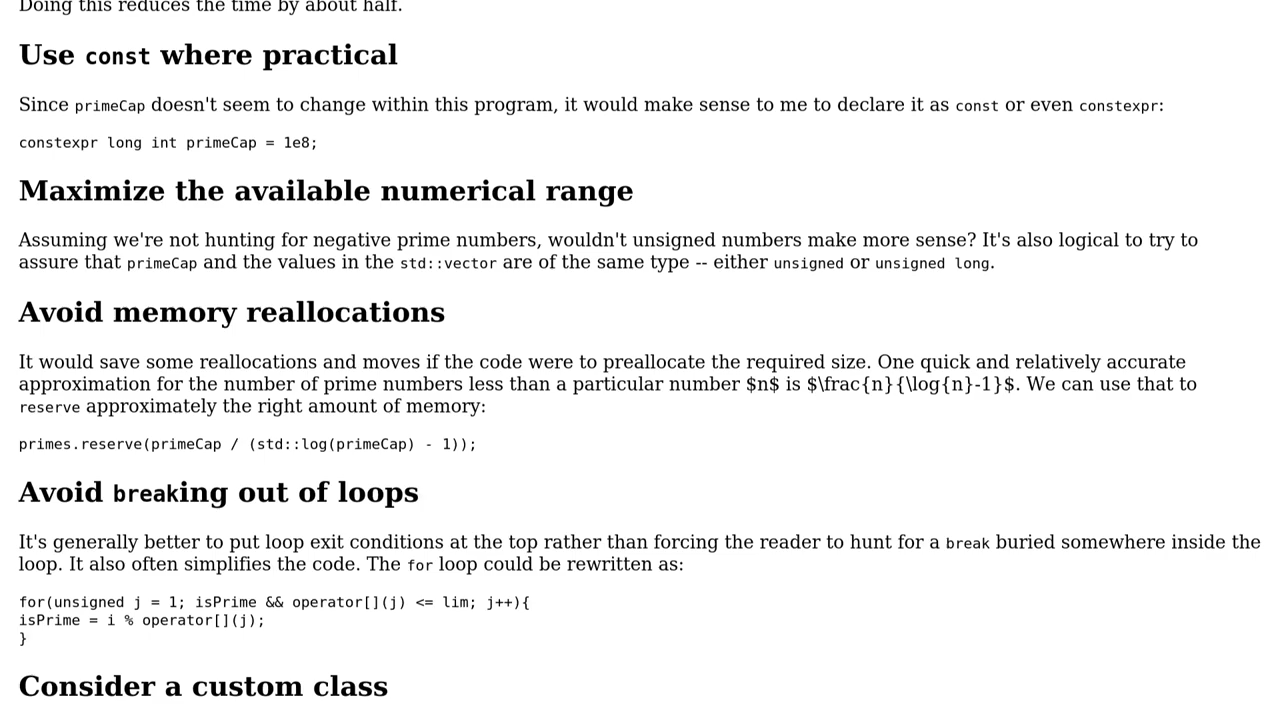 Doing this reduces the time by about half.
Use const where practical
Since primeCap doesn't seem to change within this program, it would make sense to me to declare it as const or even constexpr:
constexpr long int primeCap = 1e8;
Maximize the available numerical range
Assuming we're not hunting for negative prime numbers, wouldn't unsigned numbers make more sense? It's also logical to try to
assure that primeCap and the values in the std::vector are of the same type -- either unsigned or unsigned long.
Avoid memory reallocations
It would save some reallocations and moves if the code were to preallocate the required size. One quick and relatively accurate
approximation for the number of prime numbers less than a particular number $n$ is $\frac{n}{\log{n}-1}$. We can use that to
reserve approximately the right amount of memory:
primes.reserve(primeCap / (std::log(primeCap) - 1));
Avoid breaking out of loops
It's generally better to put loop exit conditions at the top rather than forcing the reader to hunt for a break buried somewhere inside the
loop. It also often simplifies the code. The for loop could be rewritten as:
for(unsigned j = 1; isPrime && operator[](j) <= lim; j++){
isPrime = i % operator[](j);
}
Consider a custom class